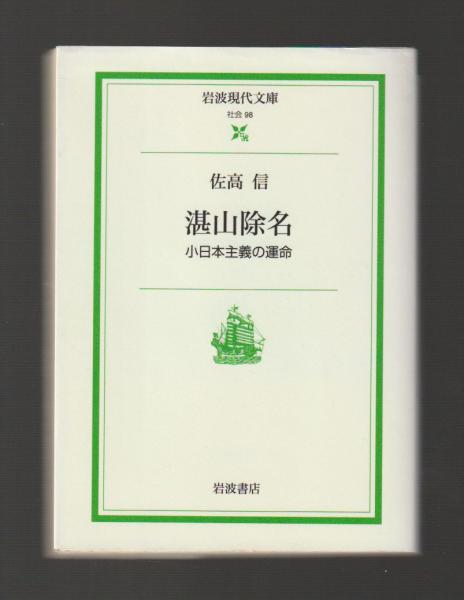 岩波現代文庫
社会 98
佐高 信
湛山除名
小日本主義の運命
岩波書店